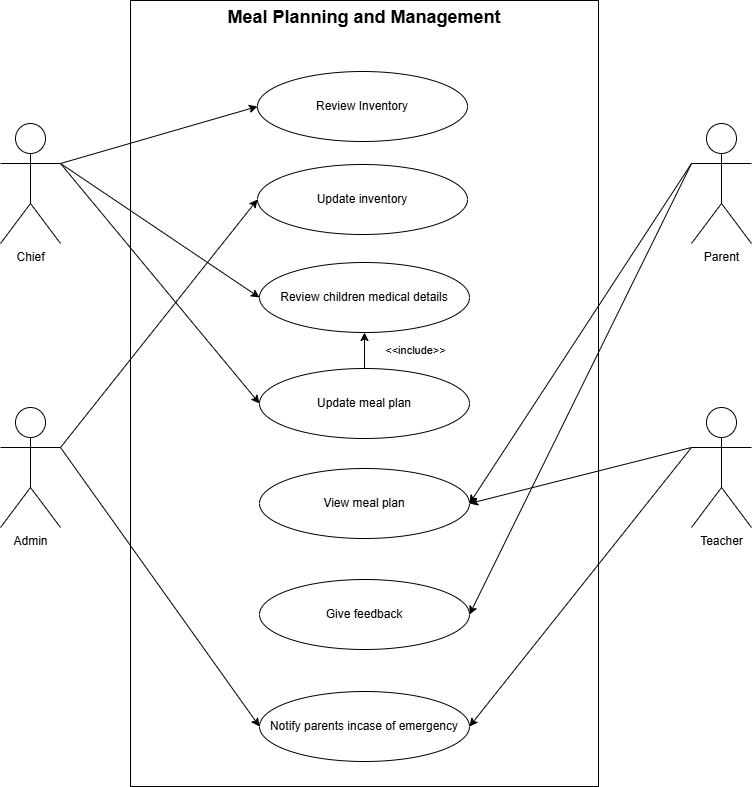 Meal Planning and Management
Review Inventory
Update inventory
Chief
Parent
Review children medical details
<<include>>
Update meal plan
View meal plan
Admin
Teacher
Give feedback
Notify parents incase of emergency